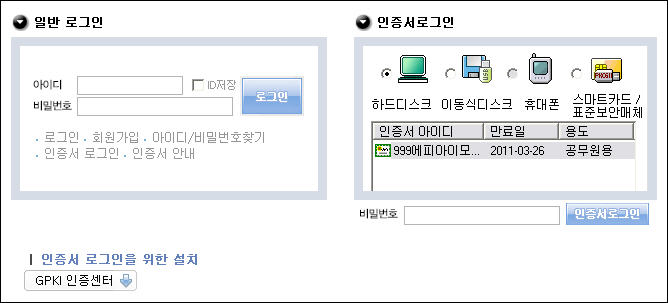 일반 로그인
아이디
ID저장
비밀번호
로그인
· 로그인 · 회원가입 · 아이디/비밀번호찾기
· 인증서 로그인 · 인증서 안내
인증서로그인
USB
하드디스크 이동식디스크 휴대폰 스마트카드 /
표준보안매체
인증서 아이디 만료일 용도
999에피아이모... 2011-03-26 공무원용
비밀번호
인증서로그인
인증서 로그인을 위한 설치
GPKI 인증센터